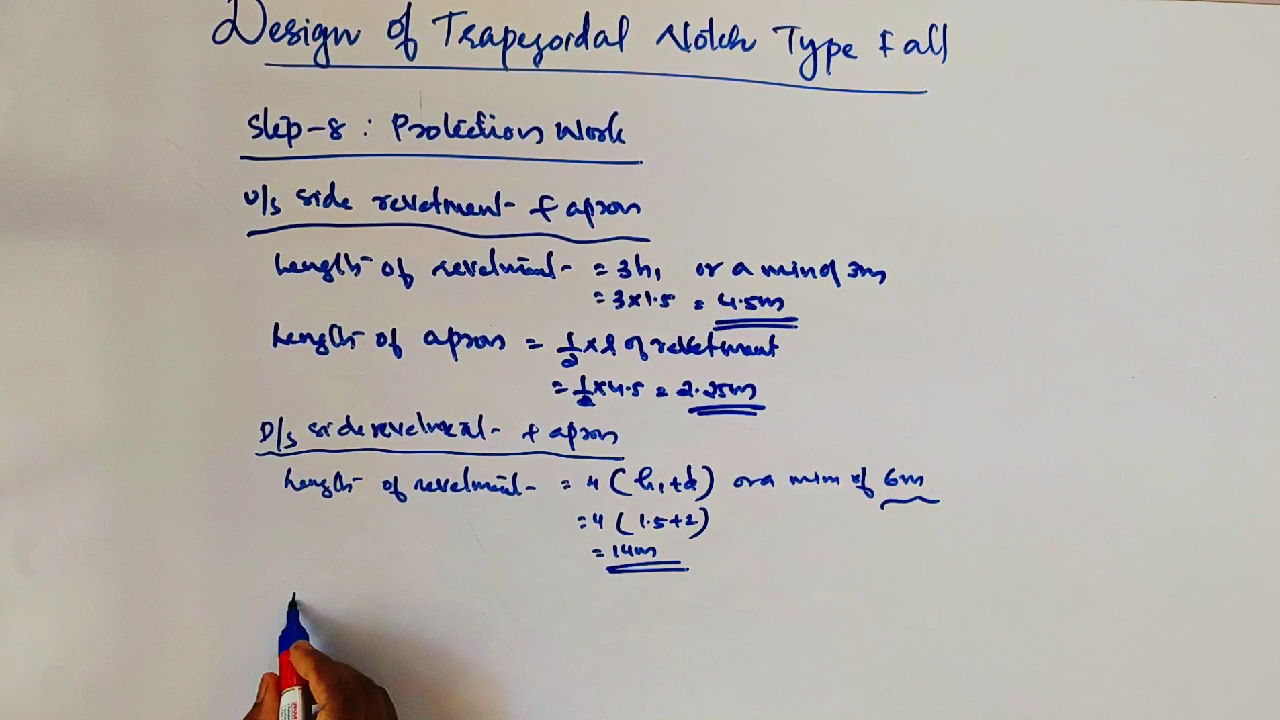 Design of Trapezoidal Notch Type Fall
Step-8 : Protection Work
U/s side revetment & apron
Length of revetment = 3h₁ or a min of 3m
= 3×1.5 = 4.5m
Length of apron = 1/2 × l of revetment
= 1/2 × 4.5 = 2.25m
D/s side revetment & apron
Length of revetment = 4 (h₁+d) or a min of 6m
= 4 (1.5+2)
= 14m